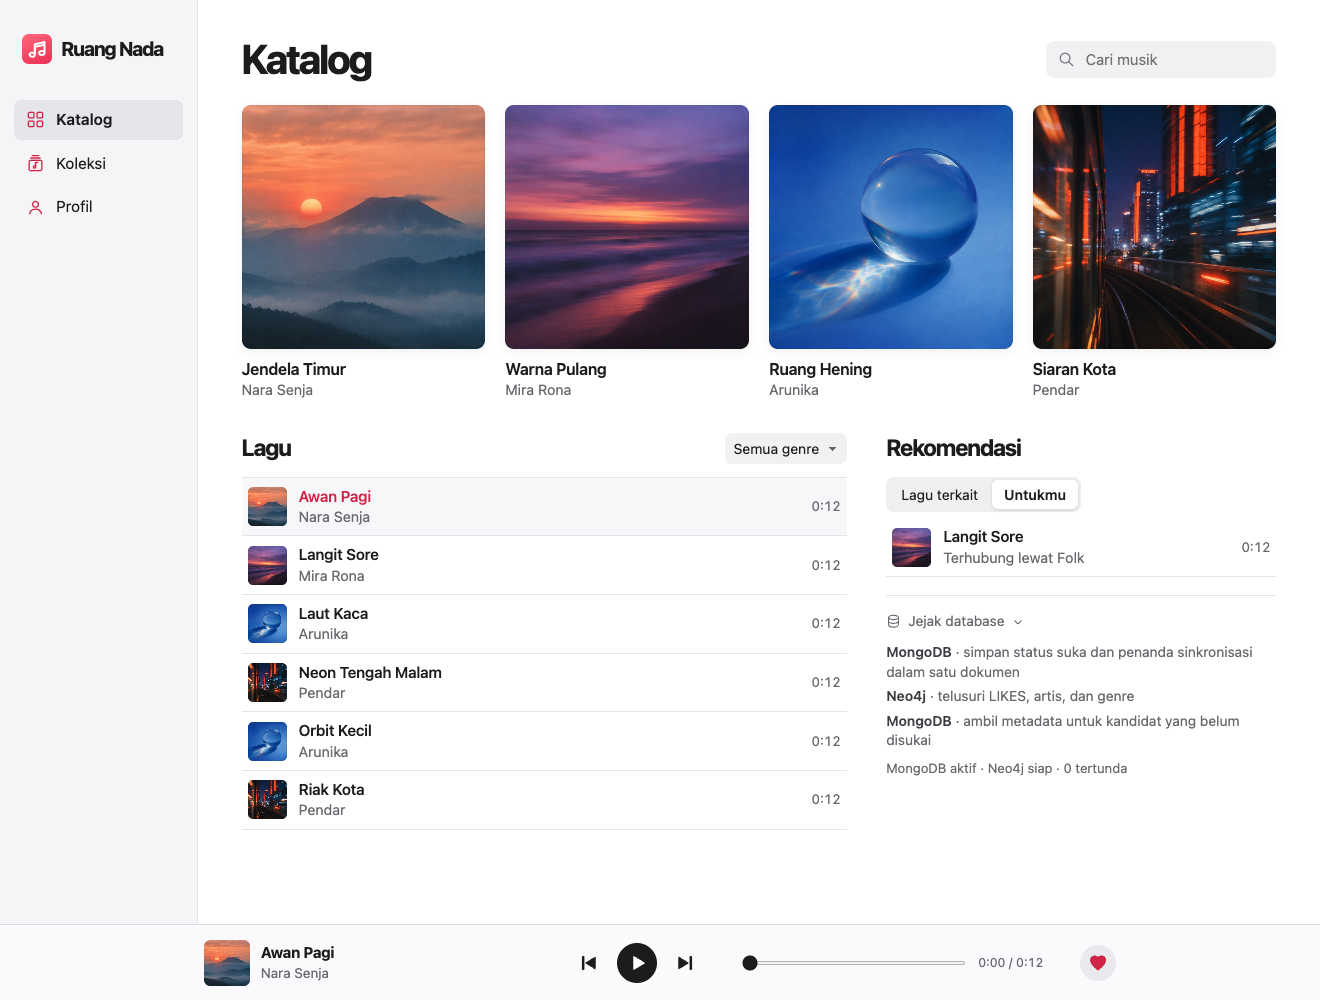 Ruang Nada
Katalog
Koleksi
Profil
Katalog
Cari musik
Jendela Timur
Nara Senja
Warna Pulang
Mira Rona
Ruang Hening
Arunika
Siaran Kota
Pendar
Lagu
Semua genre
Awan Pagi
Nara Senja
0:12
Langit Sore
Mira Rona
0:12
Laut Kaca
Arunika
0:12
Neon Tengah Malam
Pendar
0:12
Orbit Kecil
Arunika
0:12
Riak Kota
Pendar
0:12
Rekomendasi
Lagu terkait
Untukmu
Langit Sore
Terhubung lewat Folk
0:12
Jejak database
MongoDB · simpan status suka dan penanda sinkronisasi
dalam satu dokumen
Neo4j · telusuri LIKES, artis, dan genre
MongoDB · ambil metadata untuk kandidat yang belum
disukai
MongoDB aktif · Neo4j siap · 0 tertunda
Awan Pagi
Nara Senja
0:00 / 0:12